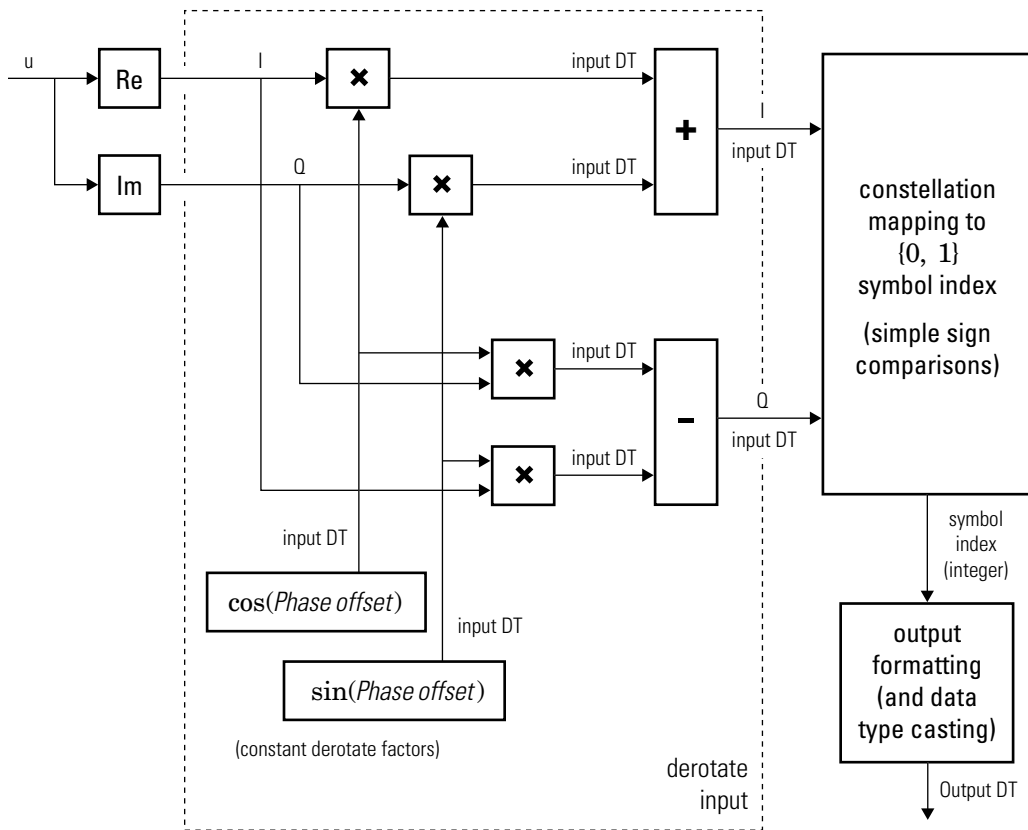 u
Re
I
×
input DT
+
I
input DT
Im
Q
×
input DT
constellation
mapping to
{0, 1}
symbol index
(simple sign
comparisons)
×
input DT
−
Q
input DT
×
input DT
input DT
cos(Phase offset)
input DT
sin(Phase offset)
(constant derotate factors)
derotate
input
symbol
index
(integer)
output
formatting
(and data
type casting)
Output DT